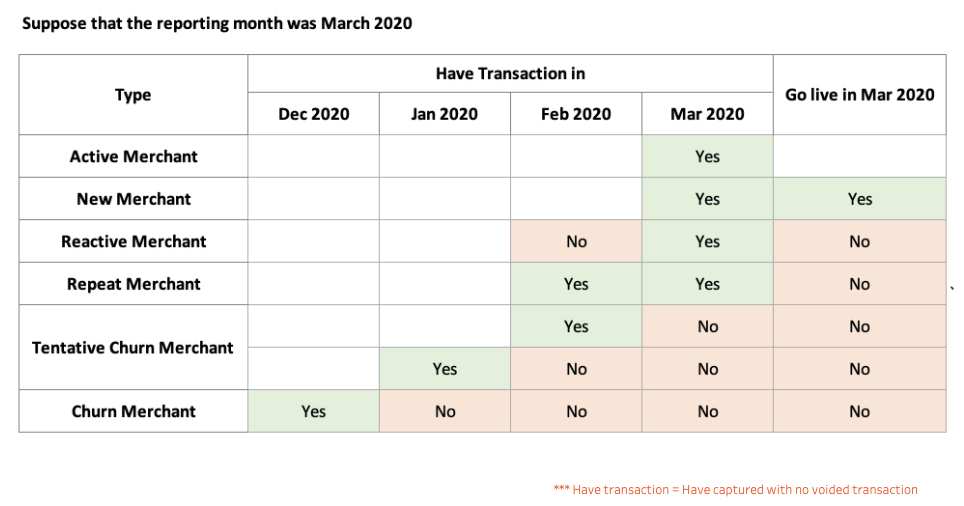 Suppose that the reporting month was March 2020
Type
Have Transaction in
Go live in Mar 2020
Dec 2020 Jan 2020 Feb 2020 Mar 2020
Active Merchant Yes
New Merchant Yes Yes
Reactive Merchant No Yes No
Repeat Merchant Yes Yes No
`
Tentative Churn Merchant
Yes No No
Yes No No No
Churn Merchant Yes No No No No
*** Have transaction = Have captured with no voided transaction